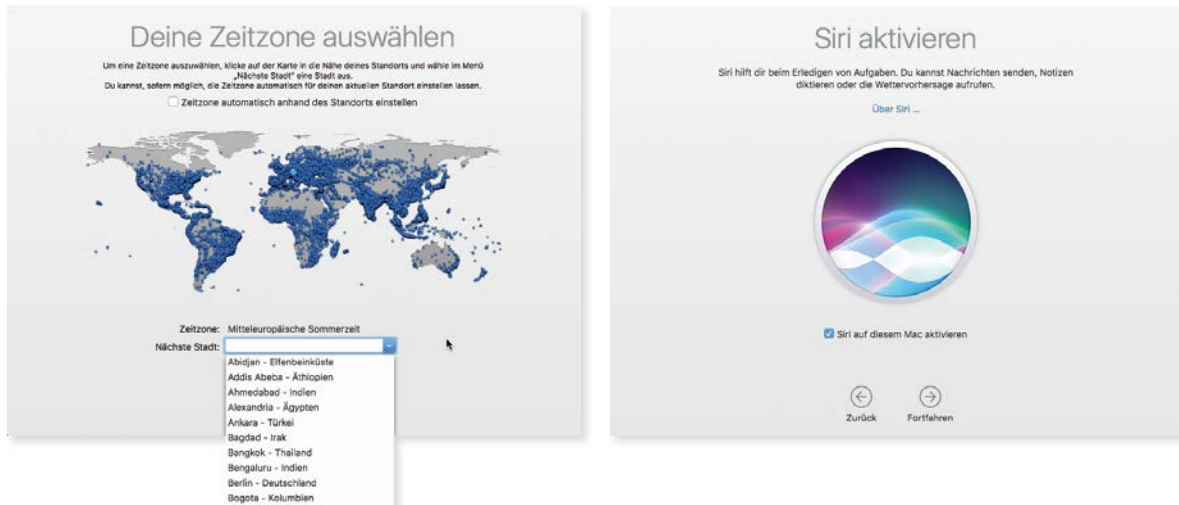 Deine Zeitzone auswählen
Um eine Zeitzone auszuwählen, klicke auf der Karte in die Nähe deines Standorts und wähle im Menü
„Nächste Stadt" eine Stadt aus.
Du kannst, sofern möglich, die Zeitzone automatisch für deinen aktuellen Standort einstellen lassen.
Zeitzone automatisch anhand des Standorts einstellen
Zeitzone: Mitteleuropäische Sommerzeit
Nächste Stadt:
Abidjan - Elfenbeinküste
Addis Abeba - Äthiopien
Ahmedabad - Indien
Alexandria - Ägypten
Ankara - Türkei
Bagdad - Irak
Bangkok - Thailand
Bengaluru - Indien
Berlin - Deutschland
Bogota - Kolumbien
Siri aktivieren
Siri hilft dir beim Erledigen von Aufgaben. Du kannst Nachrichten senden, Notizen
diktieren oder die Wettervorhersage aufrufen.
Über Siri ...
Siri auf diesem Mac aktivieren
Zurück Fortfahren